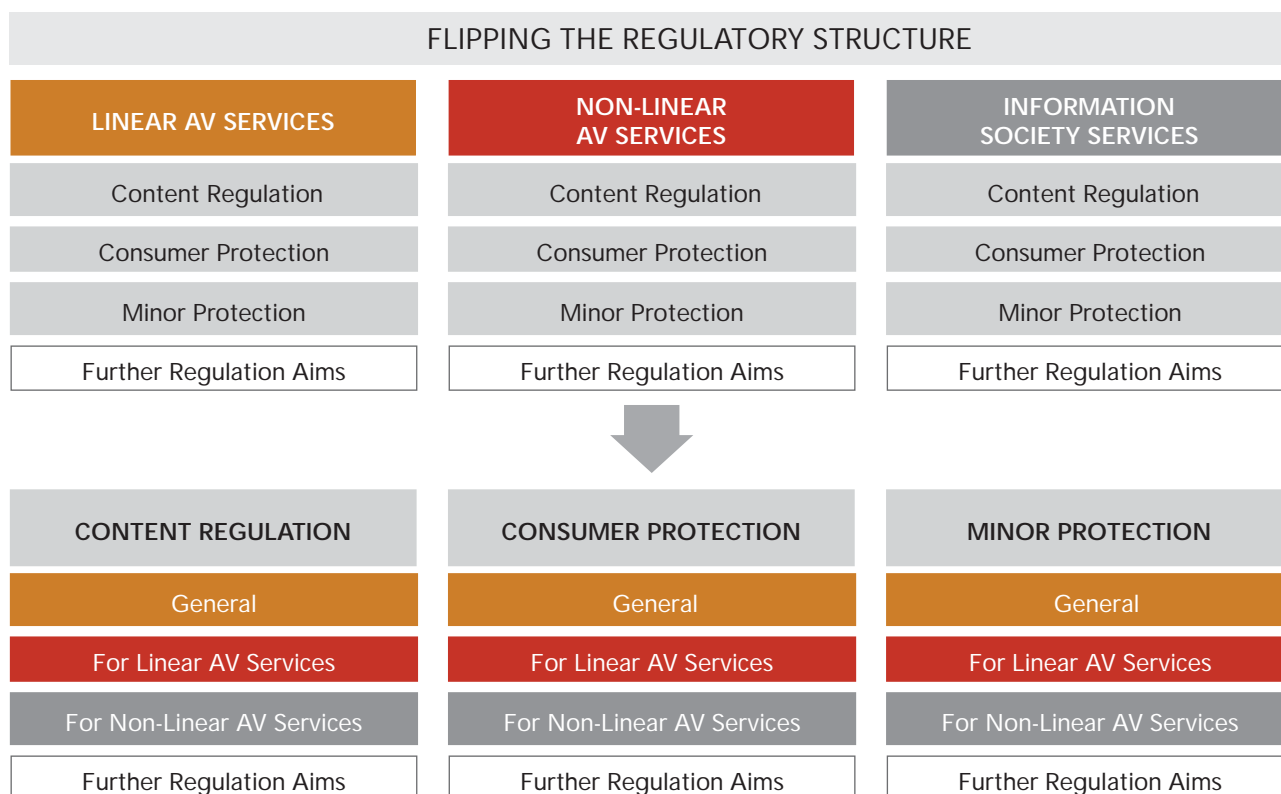 FLIPPING THE REGULATORY STRUCTURE
LINEAR AV SERVICES
NON-LINEAR
AV SERVICES
INFORMATION
SOCIETY SERVICES
Content Regulation
Content Regulation
Content Regulation
Consumer Protection
Consumer Protection
Consumer Protection
Minor Protection
Minor Protection
Minor Protection
Further Regulation Aims
Further Regulation Aims
Further Regulation Aims
CONTENT REGULATION
CONSUMER PROTECTION
MINOR PROTECTION
General
General
General
For Linear AV Services
For Linear AV Services
For Linear AV Services
For Non-Linear AV Services
For Non-Linear AV Services
For Non-Linear AV Services
Further Regulation Aims
Further Regulation Aims
Further Regulation Aims